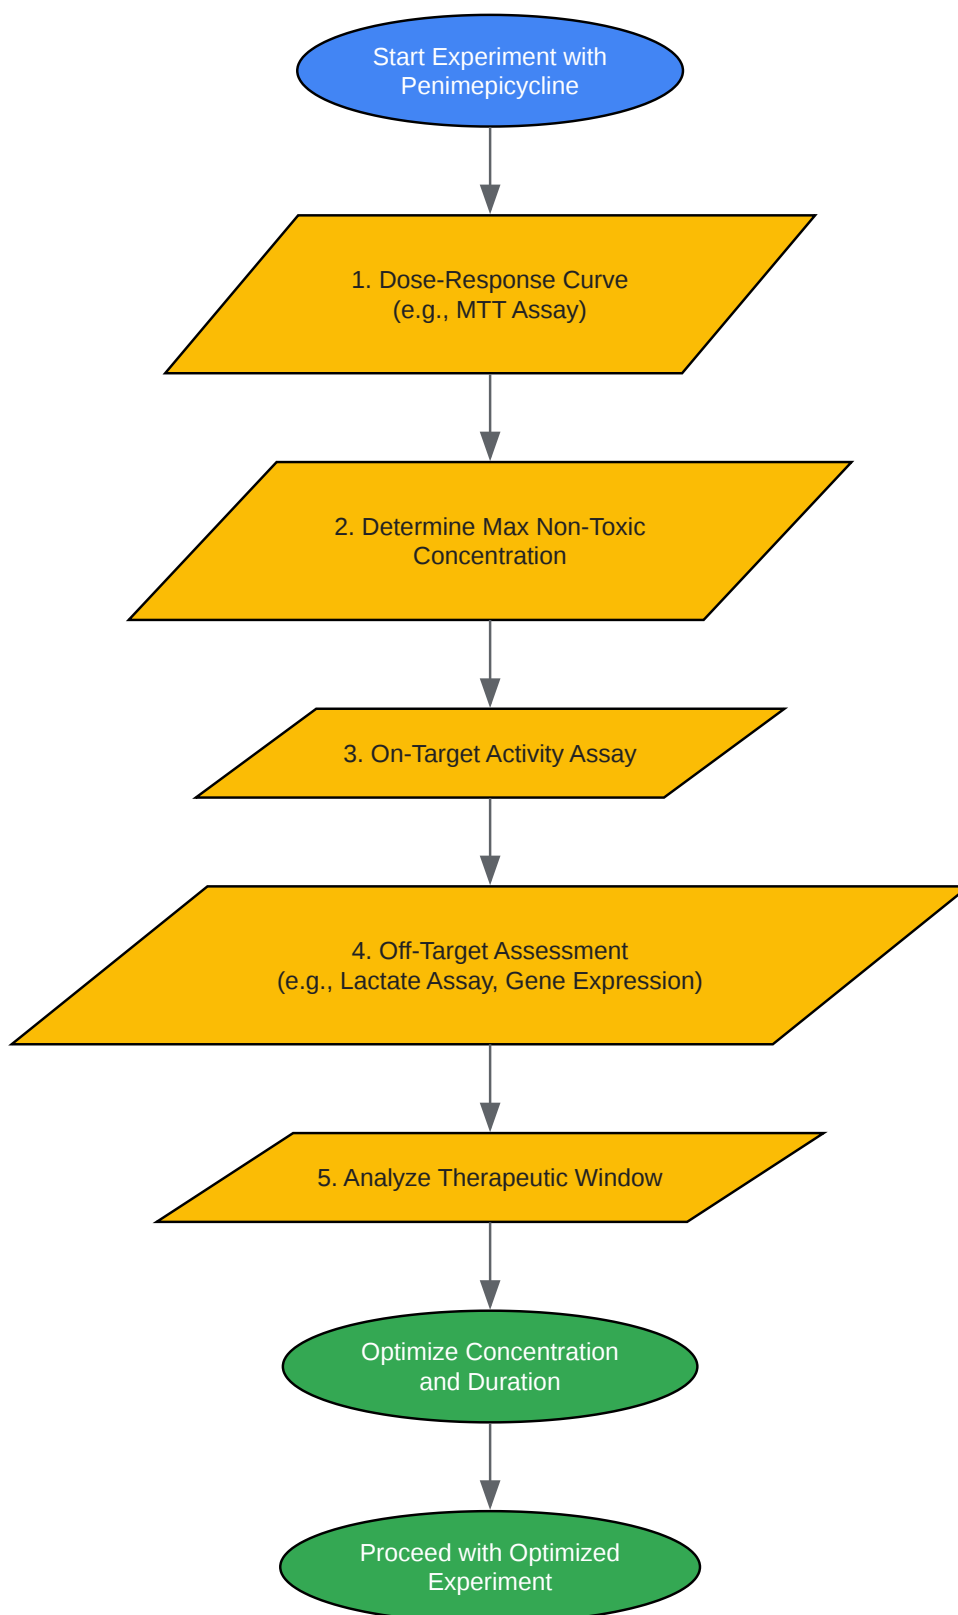 Start Experiment with
Penimepicycline
1. Dose-Response Curve
(e.g., MTT Assay)
2. Determine Max Non-Toxic
Concentration
3. On-Target Activity Assay
4. Off-Target Assessment
(e.g., Lactate Assay, Gene Expression)
5. Analyze Therapeutic Window
Optimize Concentration
and Duration
Proceed with Optimized
Experiment